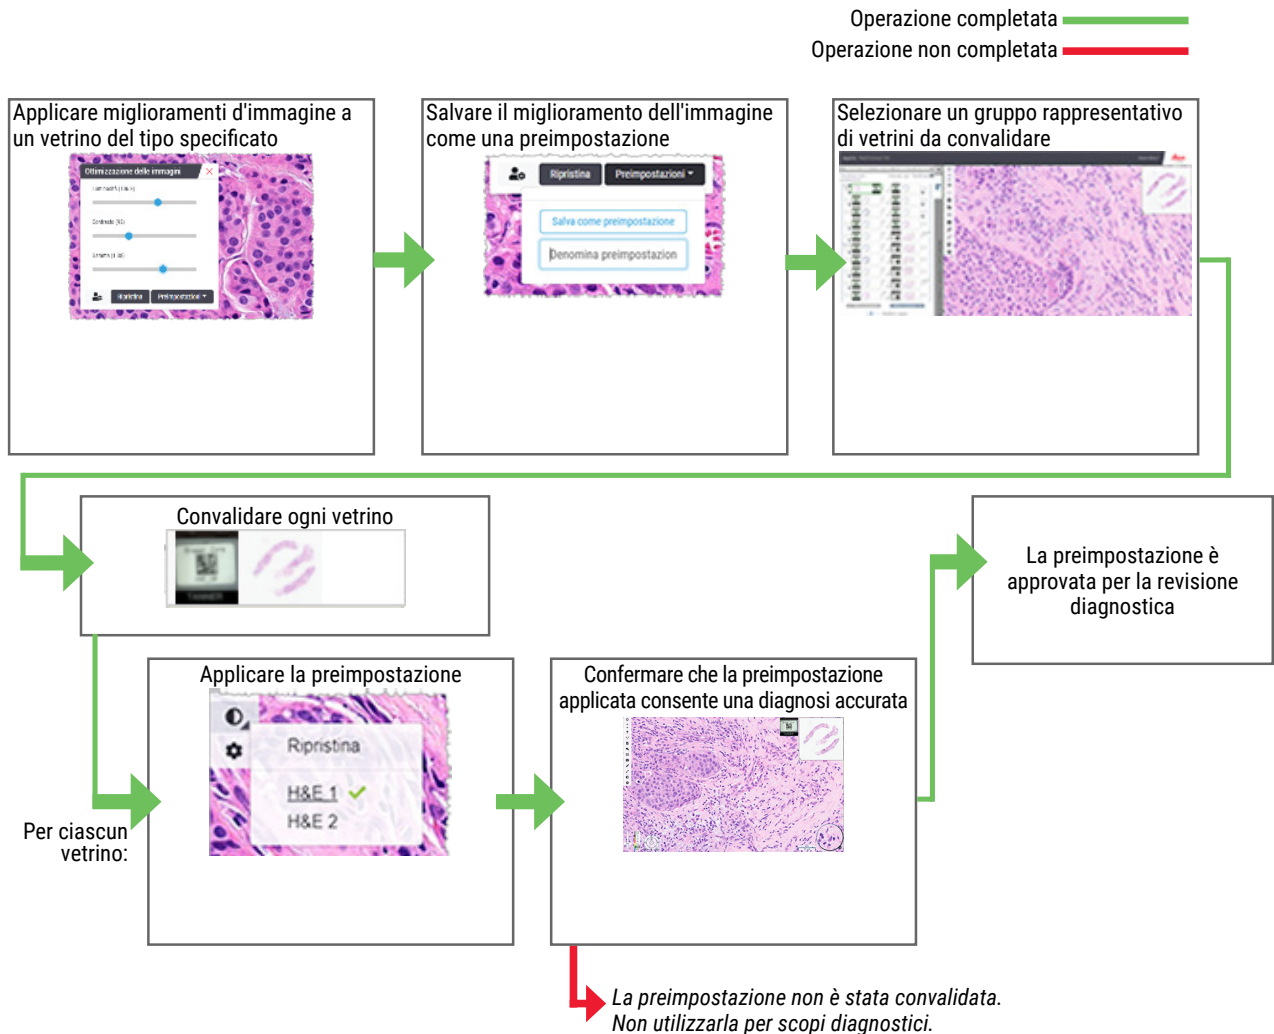 Operazione completata
Operazione non completata
Applicare miglioramenti d'immagine a
un vetrino del tipo specificato
Ottimizzazione delle immagini
Ripristina
Preimpostazioni
Salvare il miglioramento dell'immagine
come una preimpostazione
Ripristina
Preimpostazioni
Salva come preimpostazione
Denomina preimpostazion
Selezionare un gruppo rappresentativo
di vetrini da convalidare
Convalidare ogni vetrino
La preimpostazione è
approvata per la revisione
diagnostica
Per ciascun
vetrino:
Applicare la preimpostazione
Ripristina
H&E 1
H&E 2
Confermare che la preimpostazione
applicata consente una diagnosi accurata
La preimpostazione non è stata convalidata.
Non utilizzarla per scopi diagnostici.